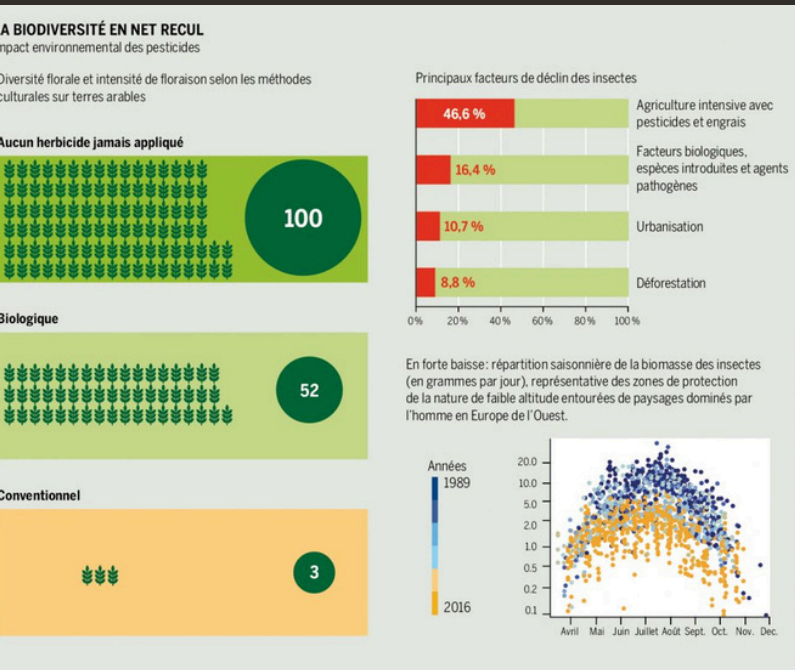 A BIODIVERSITÉ EN NET RECUL
mpact environnemental des pesticides
Diversité florale et intensité de floraison selon les méthodes
culturales sur terres arables
Aucun herbicide jamais appliqué
100
Biologique
52
Conventionnel
3
Principaux facteurs de déclin des insectes
46,6 %
Agriculture intensive avec
pesticides et engrais
16,4 %
Facteurs biologiques,
espèces introduites et agents
pathogènes
10,7 %
Urbanisation
8,8 %
Déforestation
0% 20% 40% 60% 80% 100%
En forte baisse: répartition saisonnière de la biomasse des insectes
(en grammes par jour), représentative des zones de protection
de la nature de faible altitude entourées de paysages dominés par
l'homme en Europe de l'Ouest.
Années
1989
2016
20.0
10.0
5.0
2.0
1.0
0.5
0.2
0.1
Avril Mai Juin Juillet Août Sept. Oct. Nov. Dec.